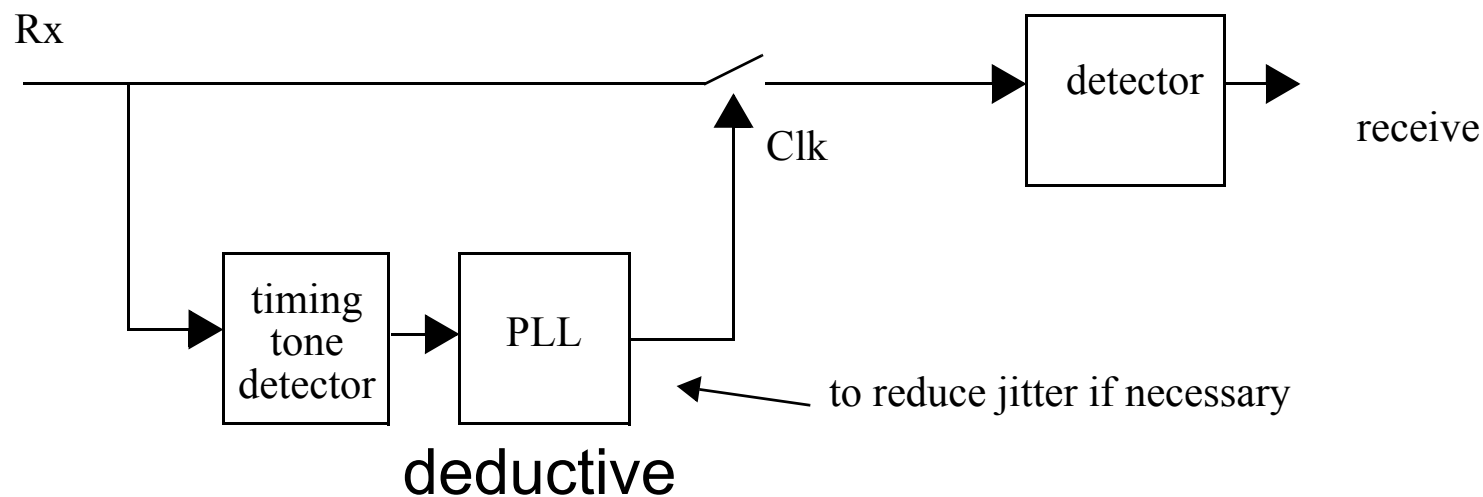 Rx
detector
receive
Clk
timing
tone
detector
PLL
to reduce jitter if necessary
deductive